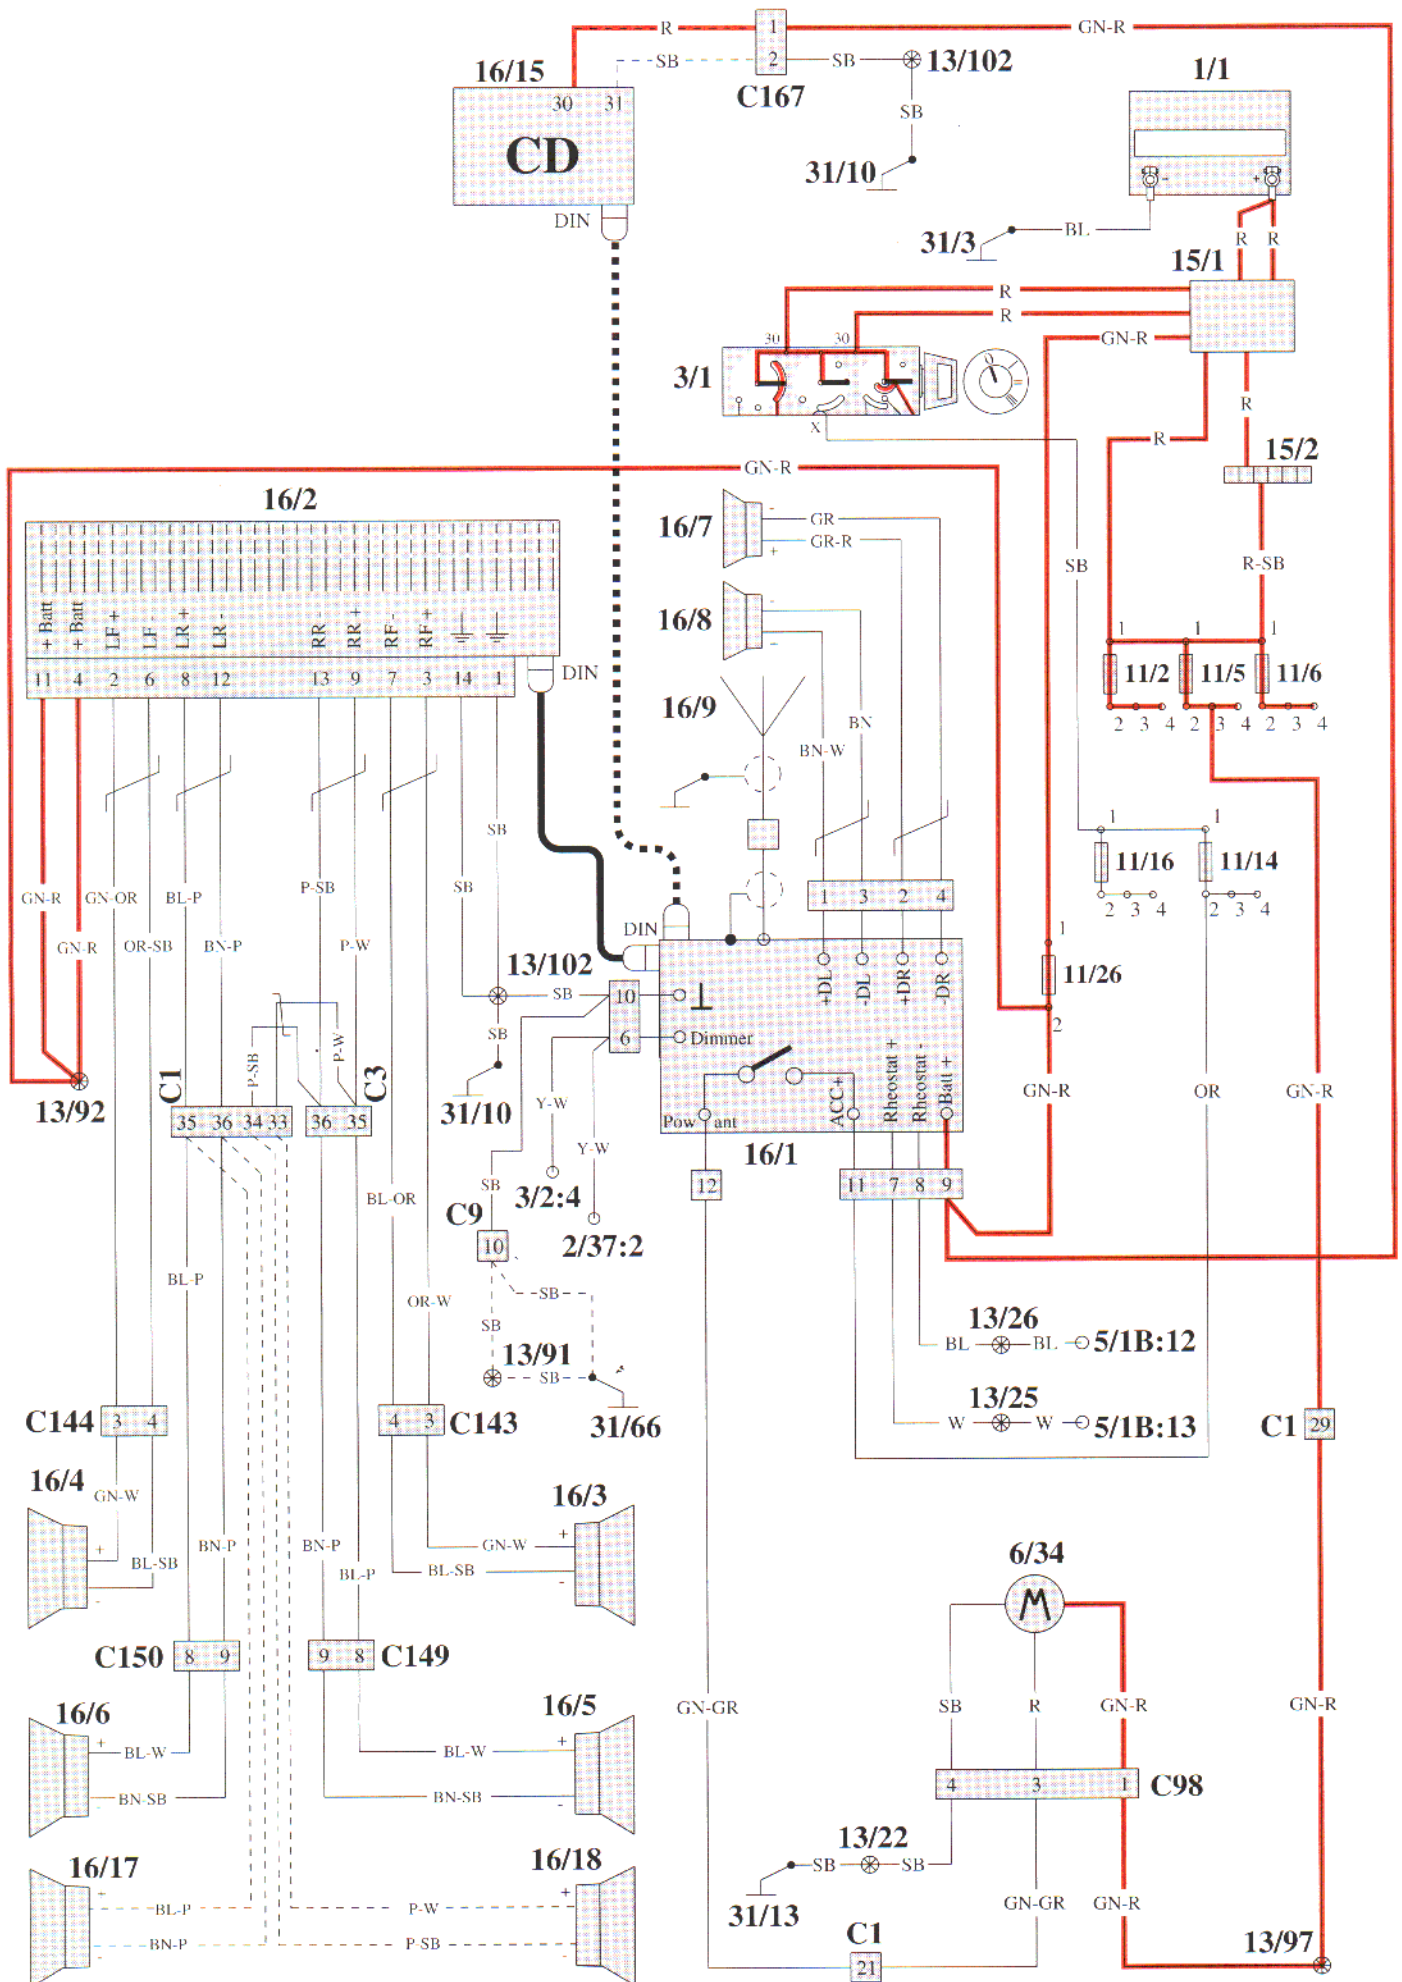 R
1
GN-R
SB
2
SB
13/102
1/1
16/15
C167
30
31
SB
CD
31/10
-
+
DIN
31/3
BL
R
R
15/1
R
R
30
30
GN-R
3/1
0
X
R
R
15/2
GN-R
16/2
16/7
-
GR
GR-R
+
SB
R-SB
16/8
-
-
+ Batt
+ Batt
LF +
LF -
LR +
LR -
RR -
RR +
RF -
RF +
1
1
1
11/2
11/5
11/6
11
4
2
6
8
12
13
9
7
3
14
1
DIN
16/9
2
3
4
2
3
4
2
3
4
BN
BN-W
SB
1
1
11/16
11/14
GN-R
GN-OR
BL-P
P-SB
SB
1
3
2
4
2
3
4
2
3
4
GN-R
OR-SB
BN-P
P-W
DIN
1
13/102
11/26
+DL
-DL
+DR
-DR
SB
10
2
SB
6
Dimmer
P-SB
P-W
C1
C3
Rheostat +
Rheostat -
Batt +
ACC+
GN-R
OR
GN-R
13/92
31/10
Y-W
35
36
34
33
36
35
Pow
ant
Y-W
16/1
SB
3/2:4
12
11
7
8
9
BL-OR
C9
10
2/37:2
BL-P
SB
OR-W
SB
13/26
BL
BL
5/1B:12
13/91
SB
13/25
C144
3
4
4
3
C143
31/66
W
W
5/1B:13
C1
29
16/4
16/3
GN-W
+
+
GN-W
BN-P
BN-P
6/34
BL-SB
BL-P
BL-SB
-
-
M
C150
8
9
9
8
C149
16/6
16/5
GN-GR
SB
R
GN-R
GN-R
+
BL-W
BL-W
+
BN-SB
BN-SB
-
-
4
3
1
C98
13/22
16/17
16/18
SB
SB
+
+
BL-P
P-W
31/13
GN-GR
GN-R
BN-P
P-SB
-
-
C1
21
13/97